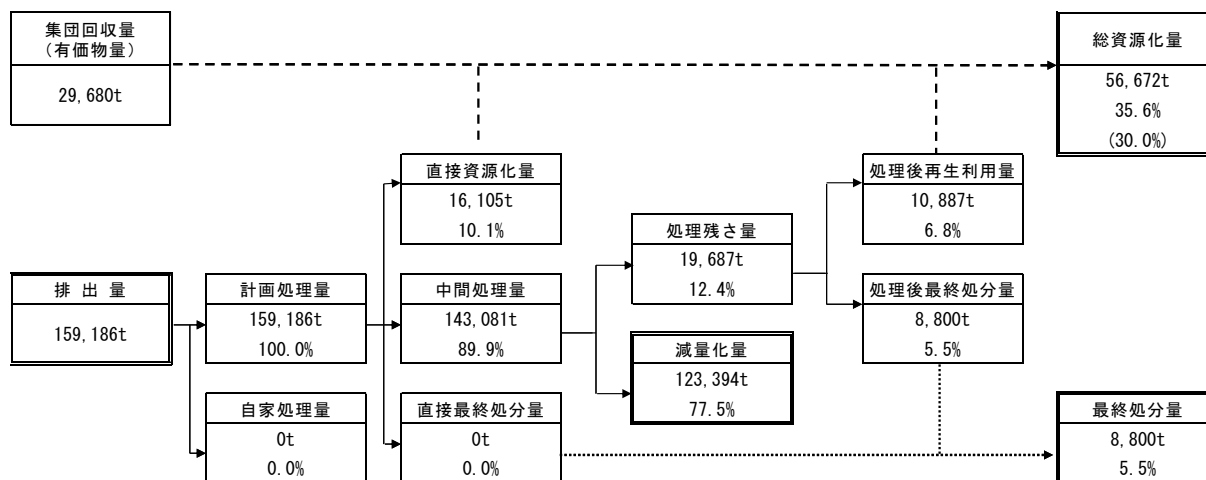 集団回収量
（有価物量）
29,680t
総資源化量
56,672t
35.6%
(30.0%)
直接資源化量
16,105t
10.1%
処理後再生利用量
10,887t
6.8%
処理残さ量
19,687t
12.4%
排 出 量
159,186t
計画処理量
159,186t
100.0%
中間処理量
143,081t
89.9%
処理後最終処分量
8,800t
5.5%
減量化量
123,394t
77.5%
自家処理量
0t
0.0%
直接最終処分量
0t
0.0%
最終処分量
8,800t
5.5%